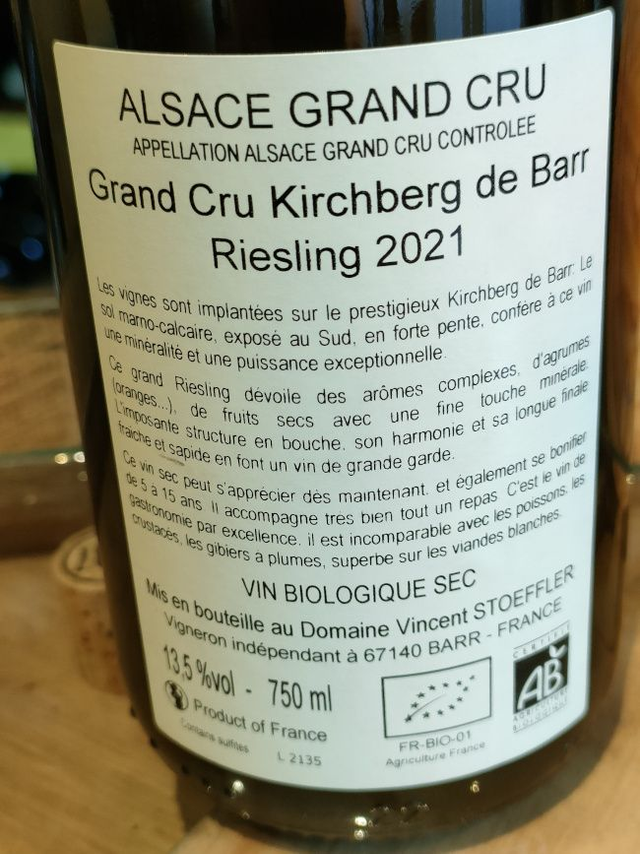 ALSACE GRAND CRU
APPELLATION ALSACE GRAND CRU CONTROLEE
Grand Cru Kirchberg de Barr
Riesling 2021
Les vignes sont implantées sur le prestigieux Kirchberg de Barr. Le
sol marno-calcaire, exposé au Sud, en forte pente, confère à ce vin
une minéralité et une puissance exceptionnelle.
Ce grand Riesling dévoile des arômes complexes, d'agrumes
(oranges...), de fruits secs avec une fine touche minérale.
L'imposante structure en bouche, son harmonie et sa longue finale
fraîche et sapide en font un vin de grande garde.
Ce vin sec peut s'apprécier dès maintenant, et également se bonifier
de 5 à 15 ans. Il accompagne très bien tout un repas. C'est le vin de
gastronomie par excellence, il est incomparable avec les poissons, les
crustacés, les gibiers à plumes, superbe sur les viandes blanches.
VIN BIOLOGIQUE SEC
Mis en bouteille au Domaine Vincent STOEFFLER
Vigneron indépendant à 67140 BARR - FRANCE
13,5 %vol - 750 ml
Product of France
Contains sulfites
L 2135
FR-BIO-01
Agriculture France
CERTIFIÉ
AB
AGRICULTURE
BIOLOGIQUE